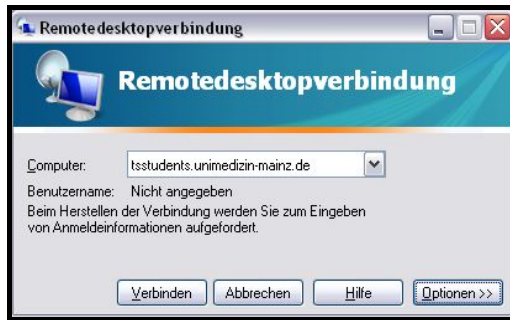 Remotedesktopverbindung
Remotedesktopverbindung
Computer: tsstudents.unimedizin-mainz.de
Benutzername: Nicht angegeben
Beim Herstellen der Verbindung werden Sie zum Eingeben
von Anmeldeinformationen aufgefordert.
Verbinden Abbrechen Hilfe Optionen >>